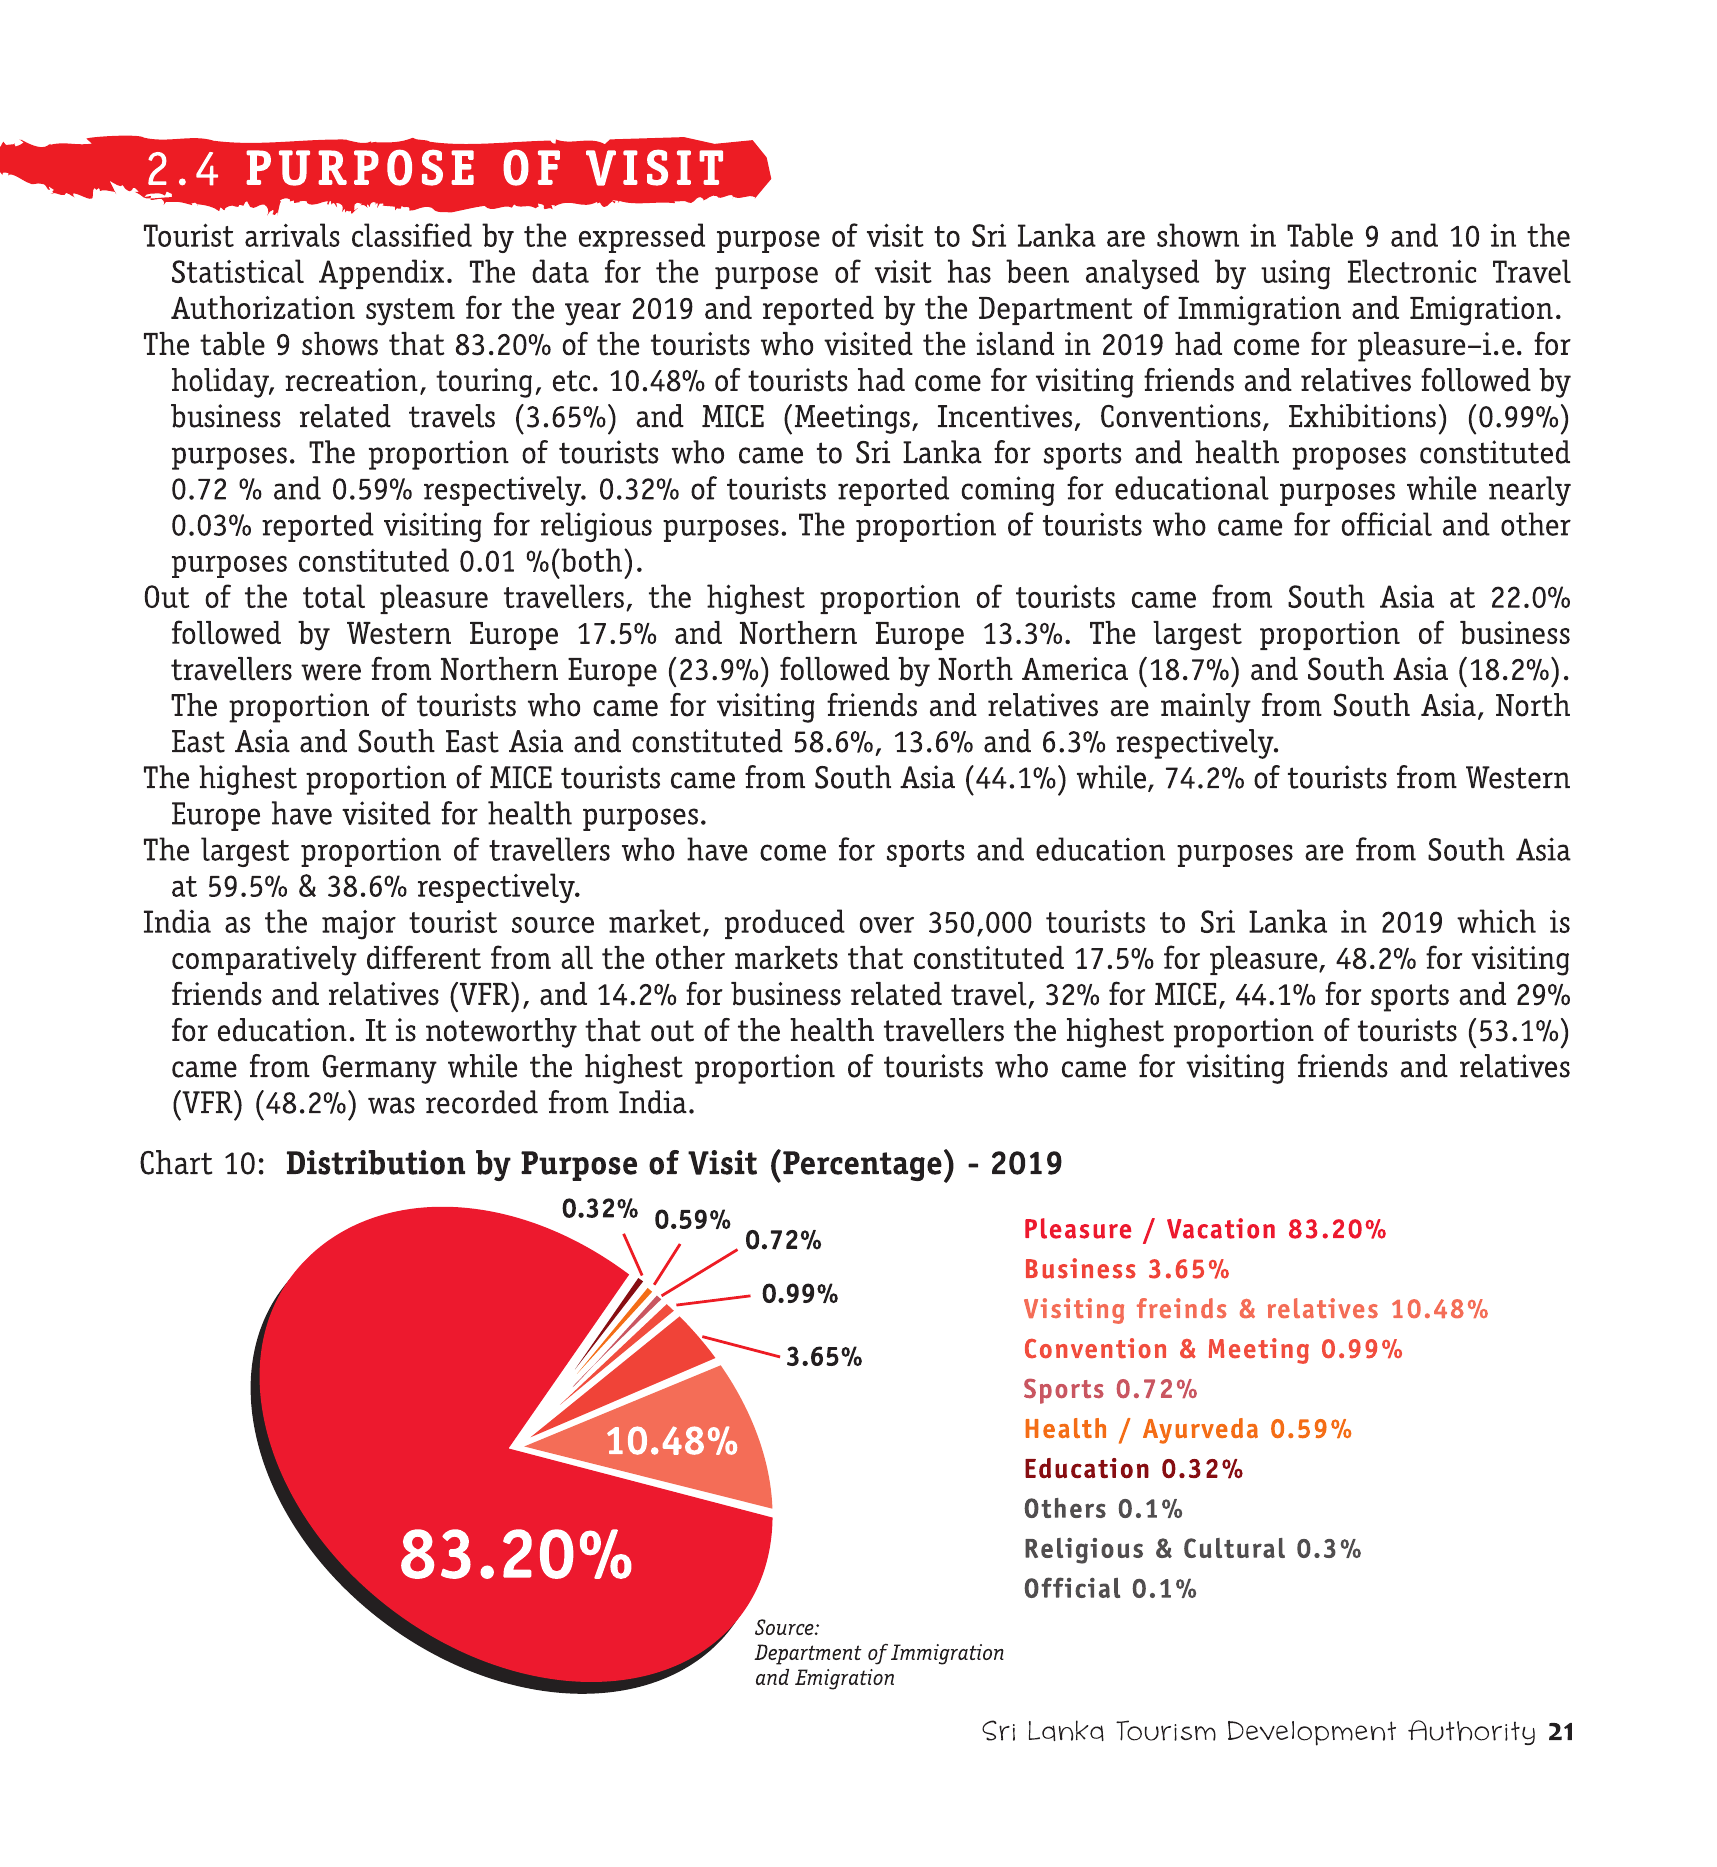 2.4 PURPOSE OF VISIT
Tourist arrivals classified by the expressed purpose of visit to Sri Lanka are shown in Table 9 and 10 in the
Statistical Appendix. The data for the purpose of visit has been analysed by using Electronic Travel
Authorization system for the year 2019 and reported by the Department of Immigration and Emigration.
The table 9 shows that 83.20% of the tourists who visited the island in 2019 had come for pleasure–i.e. for
holiday, recreation, touring, etc. 10.48% of tourists had come for visiting friends and relatives followed by
business related travels (3.65%) and MICE (Meetings, Incentives, Conventions, Exhibitions) (0.99%)
purposes. The proportion of tourists who came to Sri Lanka for sports and health proposes constituted
0.72 % and 0.59% respectively. 0.32% of tourists reported coming for educational purposes while nearly
0.03% reported visiting for religious purposes. The proportion of tourists who came for official and other
purposes constituted 0.01 %(both).
Out of the total pleasure travellers, the highest proportion of tourists came from South Asia at 22.0%
followed by Western Europe 17.5% and Northern Europe 13.3%. The largest proportion of business
travellers were from Northern Europe (23.9%) followed by North America (18.7%) and South Asia (18.2%).
The proportion of tourists who came for visiting friends and relatives are mainly from South Asia, North
East Asia and South East Asia and constituted 58.6%, 13.6% and 6.3% respectively.
The highest proportion of MICE tourists came from South Asia (44.1%) while, 74.2% of tourists from Western
Europe have visited for health purposes.
The largest proportion of travellers who have come for sports and education purposes are from South Asia
at 59.5% & 38.6% respectively.
India as the major tourist source market, produced over 350,000 tourists to Sri Lanka in 2019 which is
comparatively different from all the other markets that constituted 17.5% for pleasure, 48.2% for visiting
friends and relatives (VFR), and 14.2% for business related travel, 32% for MICE, 44.1% for sports and 29%
for education. It is noteworthy that out of the health travellers the highest proportion of tourists (53.1%)
came from Germany while the highest proportion of tourists who came for visiting friends and relatives
(VFR) (48.2%) was recorded from India.
Chart 10: Distribution by Purpose of Visit (Percentage) - 2019
0.32%
0.59%
0.72%
0.99%
3.65%
10.48%
83.20%
Pleasure / Vacation 83.20%
Business 3.65%
Visiting freinds & relatives 10.48%
Convention & Meeting 0.99%
Sports 0.72%
Health / Ayurveda 0.59%
Education 0.32%
Others 0.1%
Religious & Cultural 0.3%
Official 0.1%
Source:
Department of Immigration
and Emigration
Sri Lanka Tourism Development Authority 21